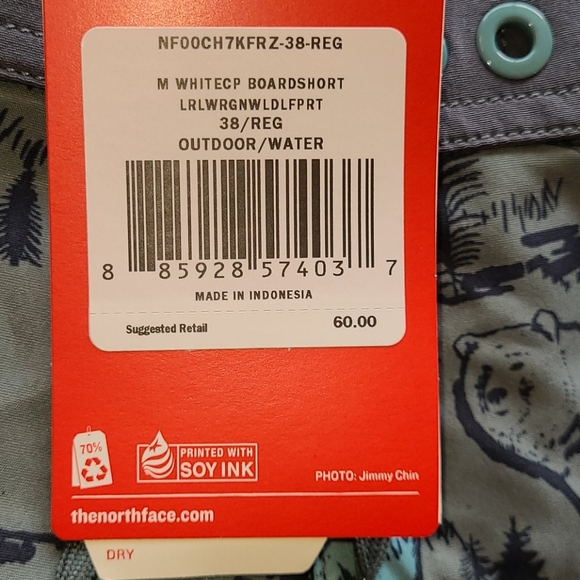 NF00CH7KFRZ-38-REG
M WHITECP BOARDSHORT
LRLWRGNWLDLFPRT
38/REG
OUTDOOR/WATER
8 85928 57403 7
MADE IN INDONESIA
Suggested Retail 60.00
70%
PRINTED WITH
SOY INK
PHOTO: Jimmy Chin
thenorthface.com
DRY